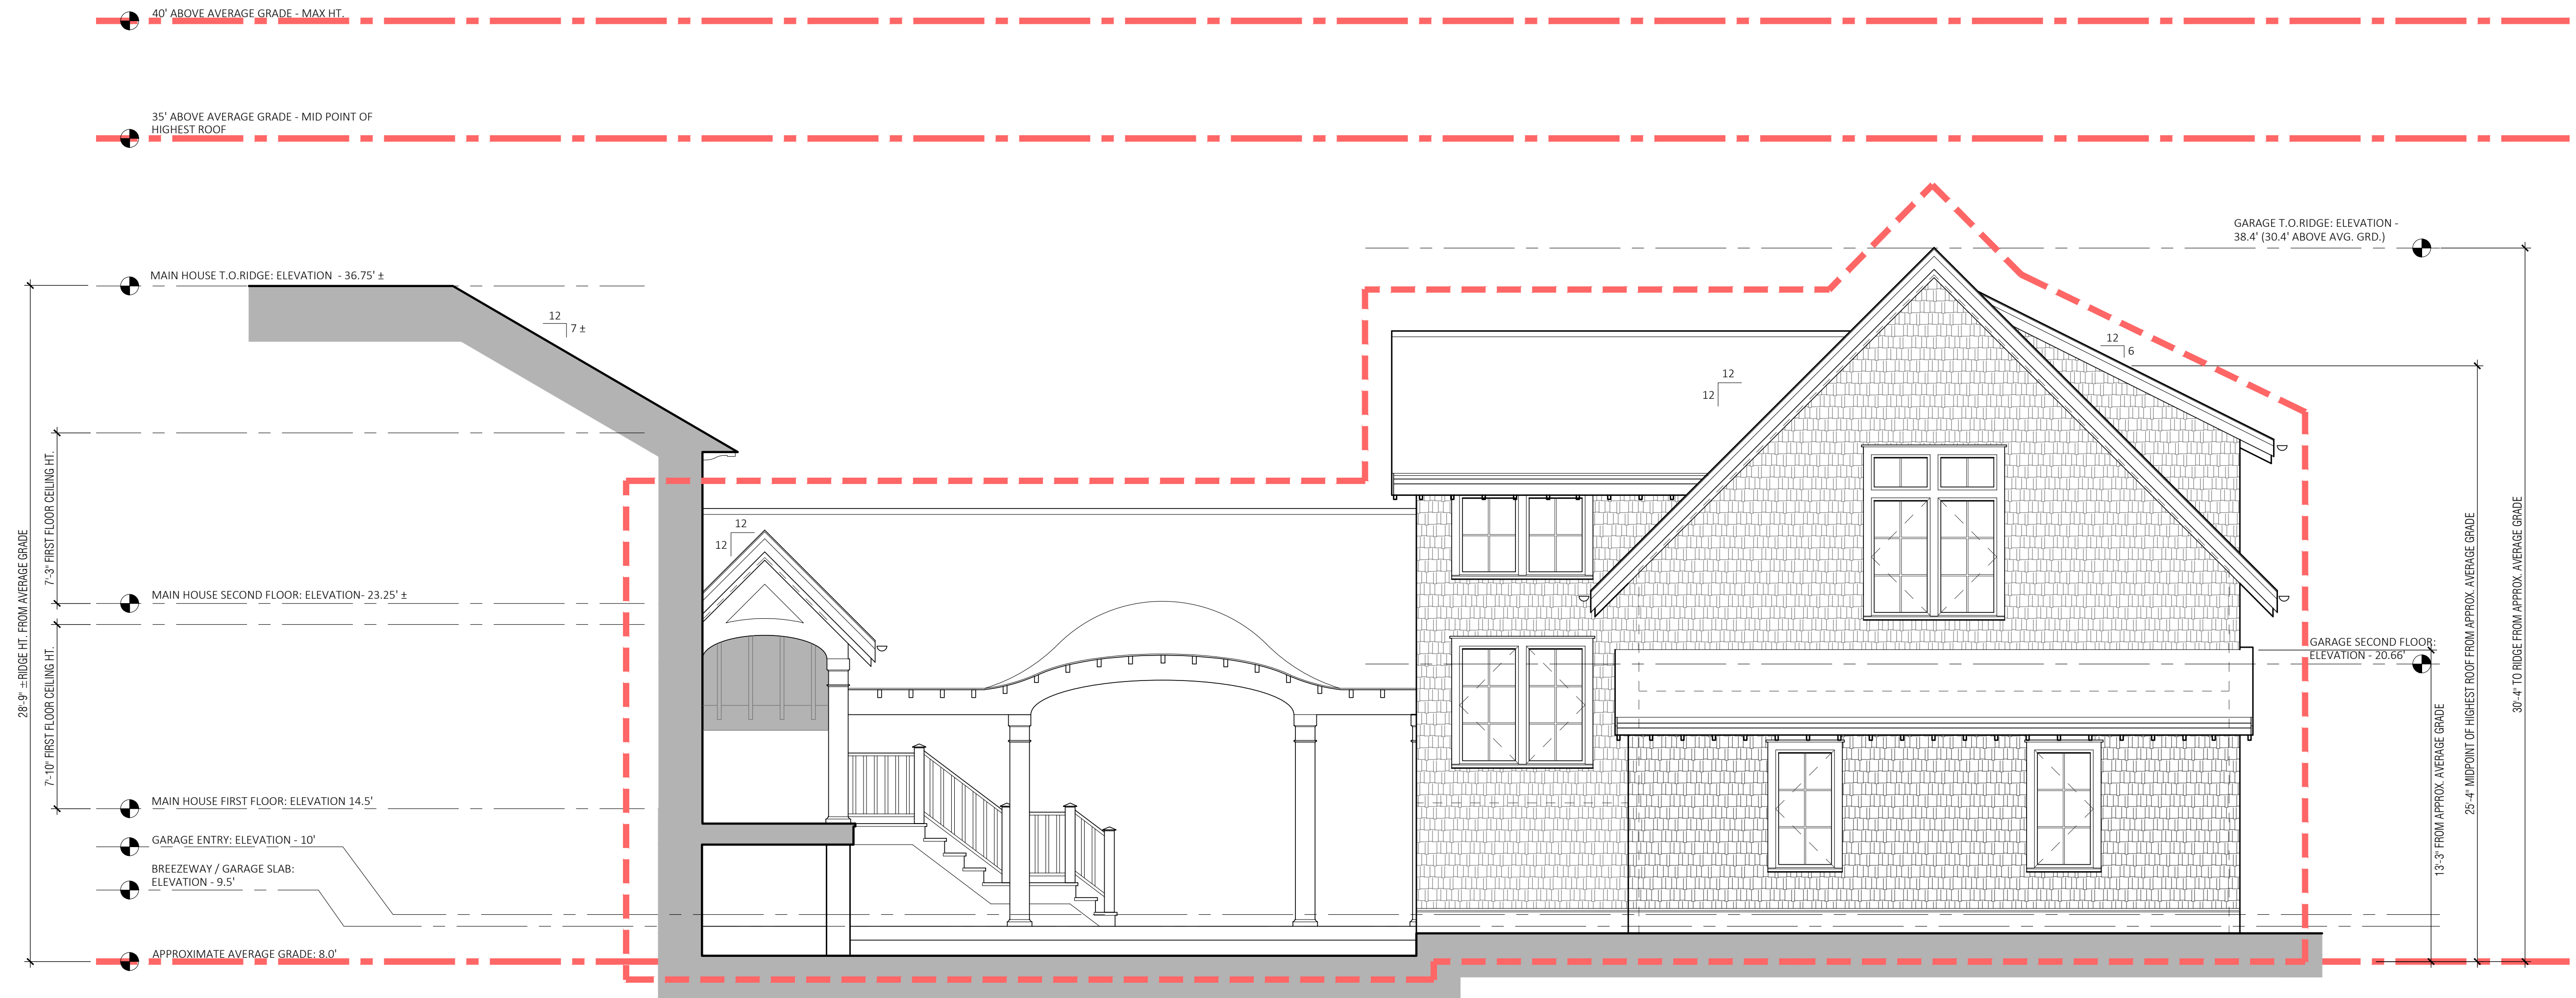 40' ABOVE AVERAGE GRADE - MAX HT.
35' ABOVE AVERAGE GRADE - MID POINT OF
HIGHEST ROOF
GARAGE T.O.RIDGE: ELEVATION -
38.4' (30.4' ABOVE AVG. GRD.)
MAIN HOUSE T.O.RIDGE: ELEVATION - 36.75' ±
12
7 ±
12
6
12
12
12
12
28'-9" ± RIDGE HT. FROM AVERAGE GRADE
7'-3" FIRST FLOOR CEILING HT.
MAIN HOUSE SECOND FLOOR: ELEVATION- 23.25' ±
7'-10" FIRST FLOOR CEILING HT.
MAIN HOUSE FIRST FLOOR: ELEVATION 14.5'
GARAGE ENTRY: ELEVATION - 10'
BREEZEWAY / GARAGE SLAB:
ELEVATION - 9.5'
APPROXIMATE AVERAGE GRADE: 8.0'
GARAGE SECOND FLOOR:
ELEVATION - 20.66'
13'-3" FROM APPROX. AVERAGE GRADE
25'-4" MIDPOINT OF HIGHEST ROOF FROM APPROX. AVERAGE GRADE
30'-4" TO RIDGE FROM APPROX. AVERAGE GRADE